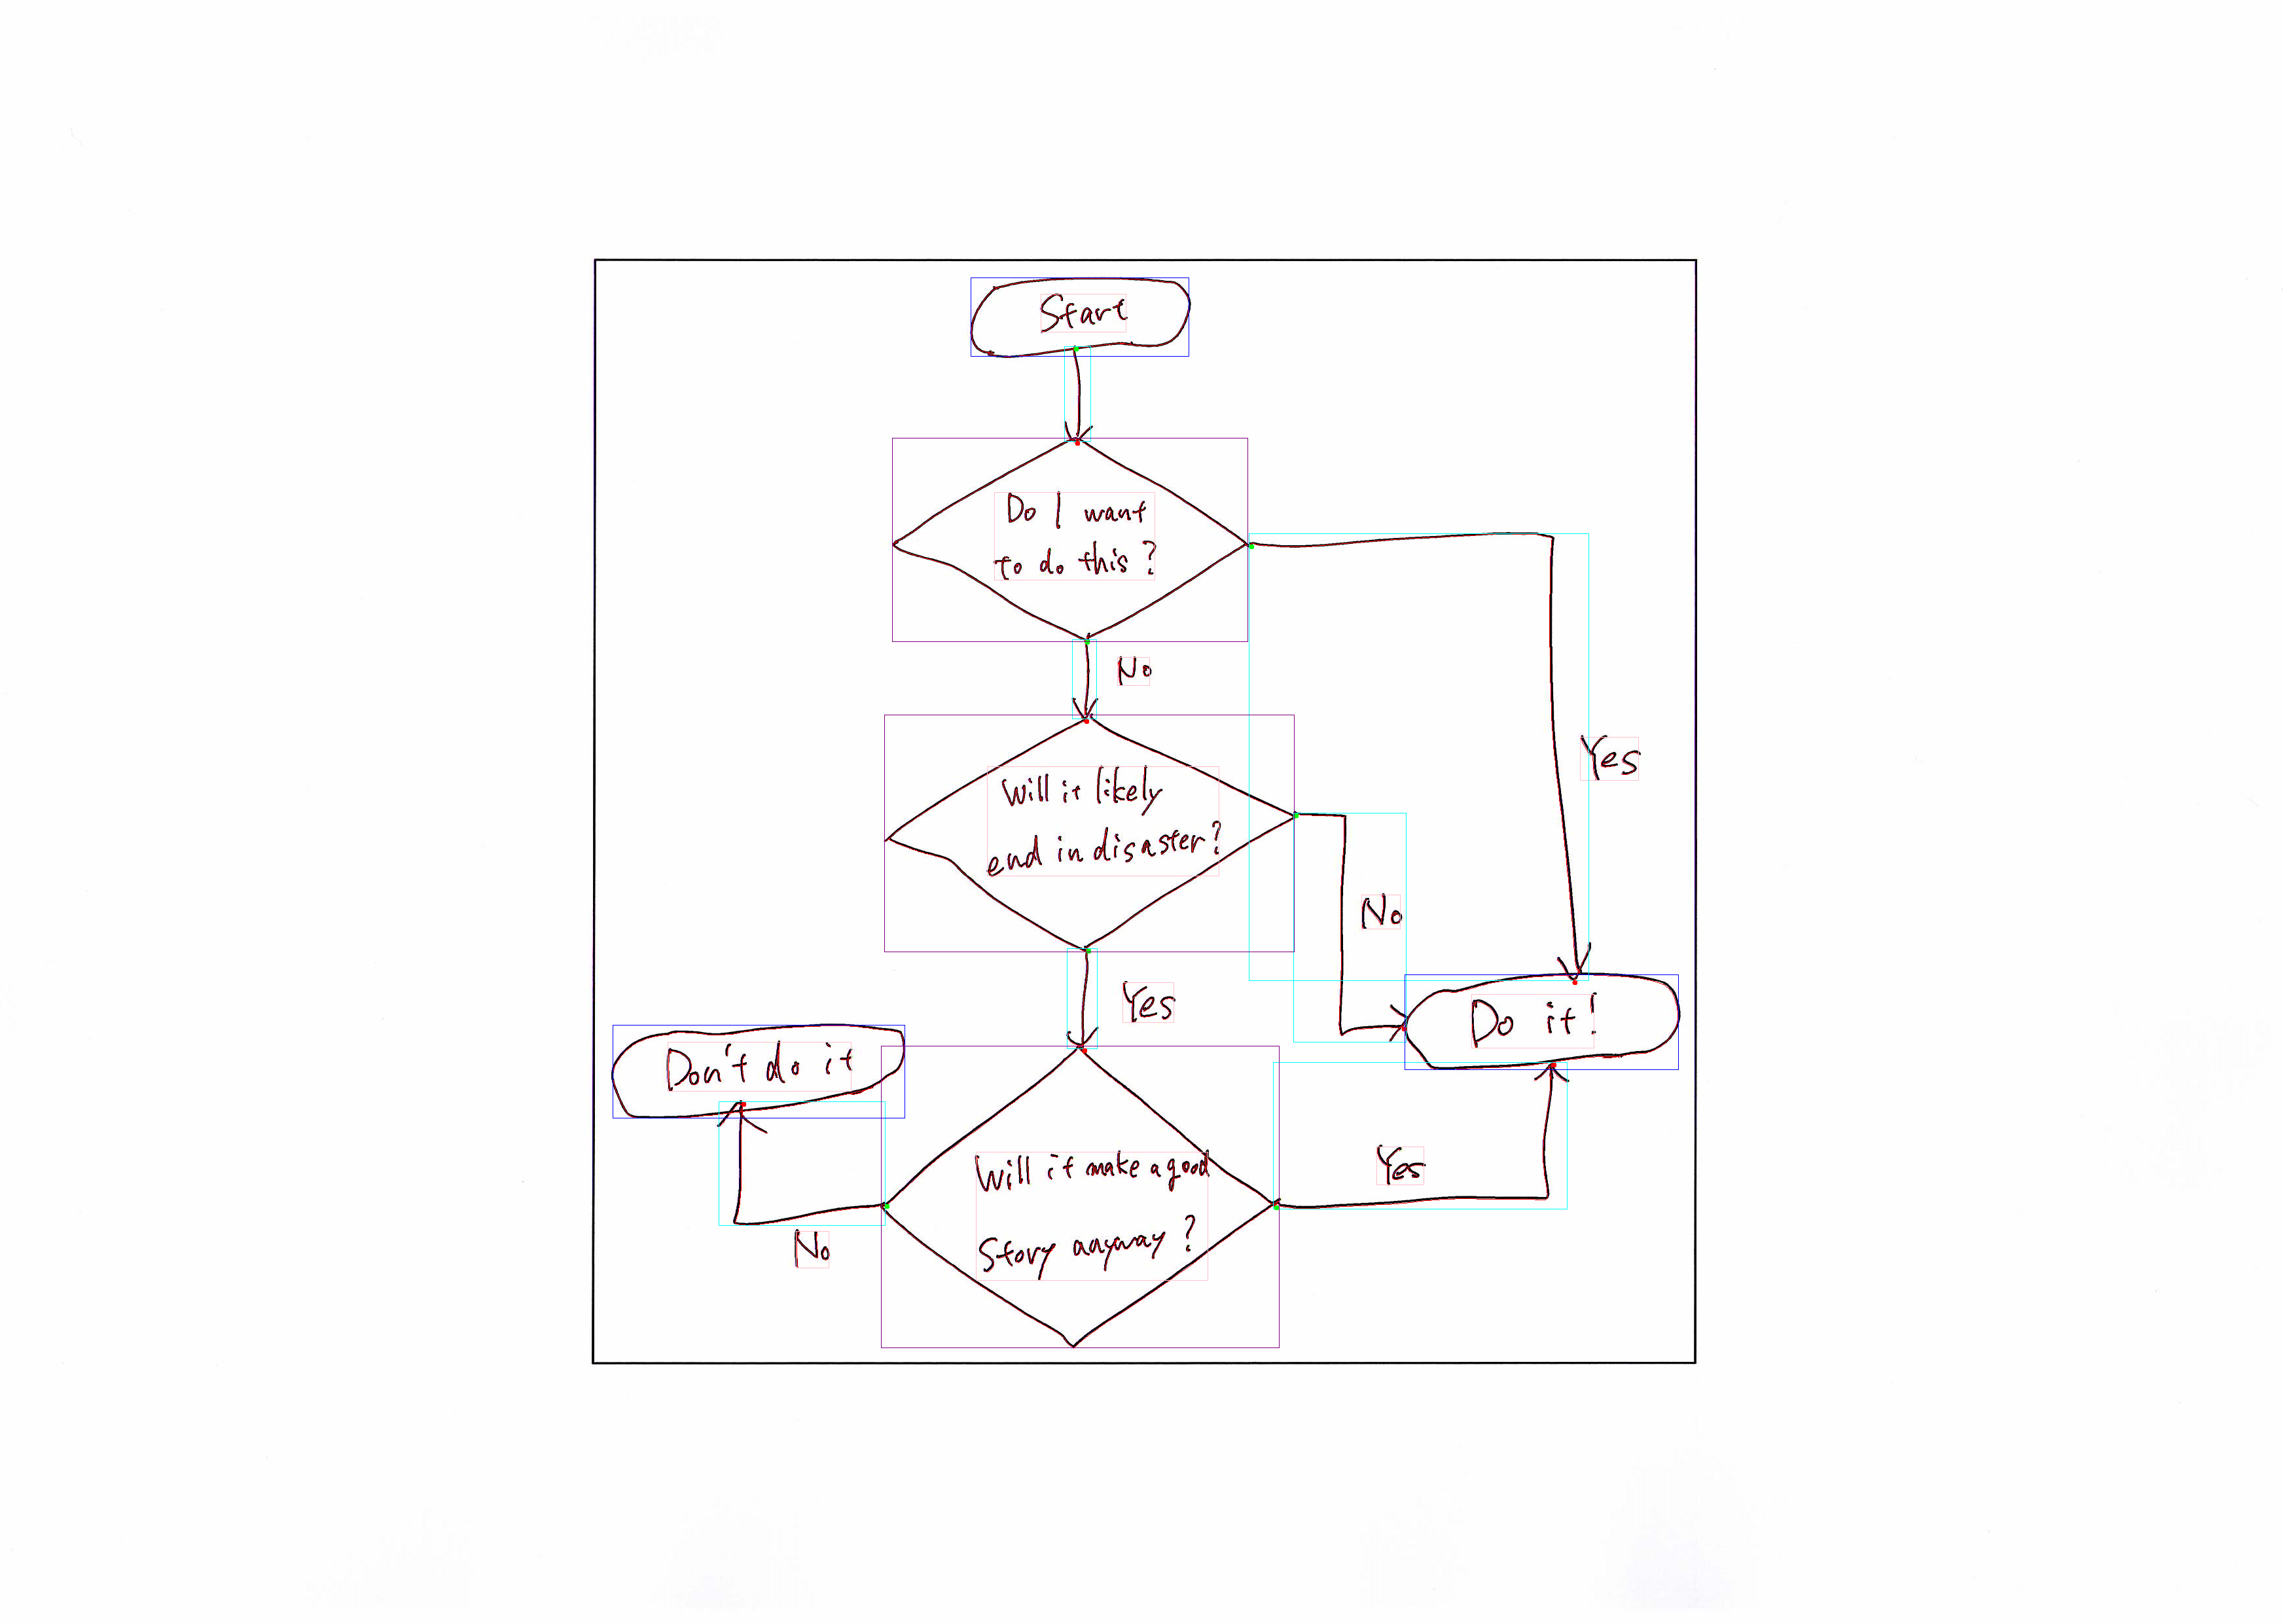 Start
Do I want
to do this?
No
Yes
Will it likely
end in disaster?
No
Yes
Do it!
Don't do it
Will it make a good
Story anyway?
Yes
No